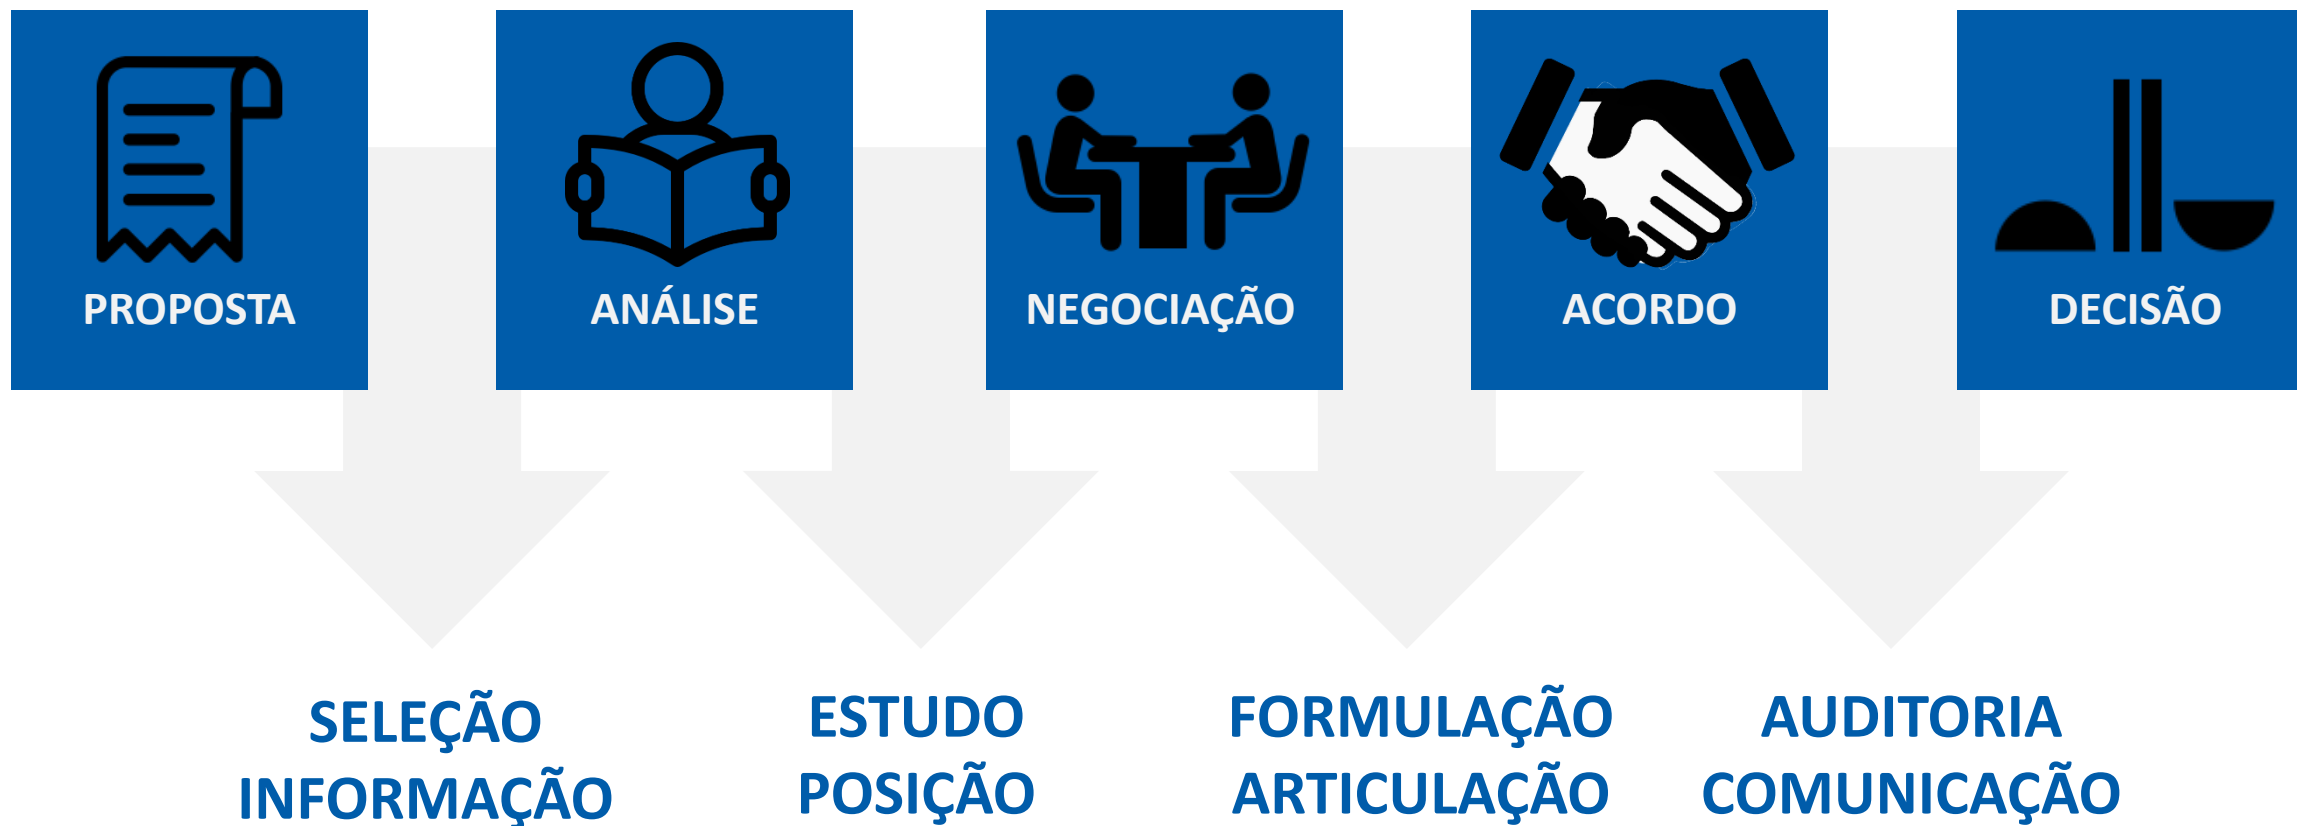 PROPOSTA
ANÁLISE
NEGOCIAÇÃO
ACORDO
DECISÃO
SELEÇÃO
INFORMAÇÃO
ESTUDO
POSIÇÃO
FORMULAÇÃO
ARTICULAÇÃO
AUDITORIA
COMUNICAÇÃO